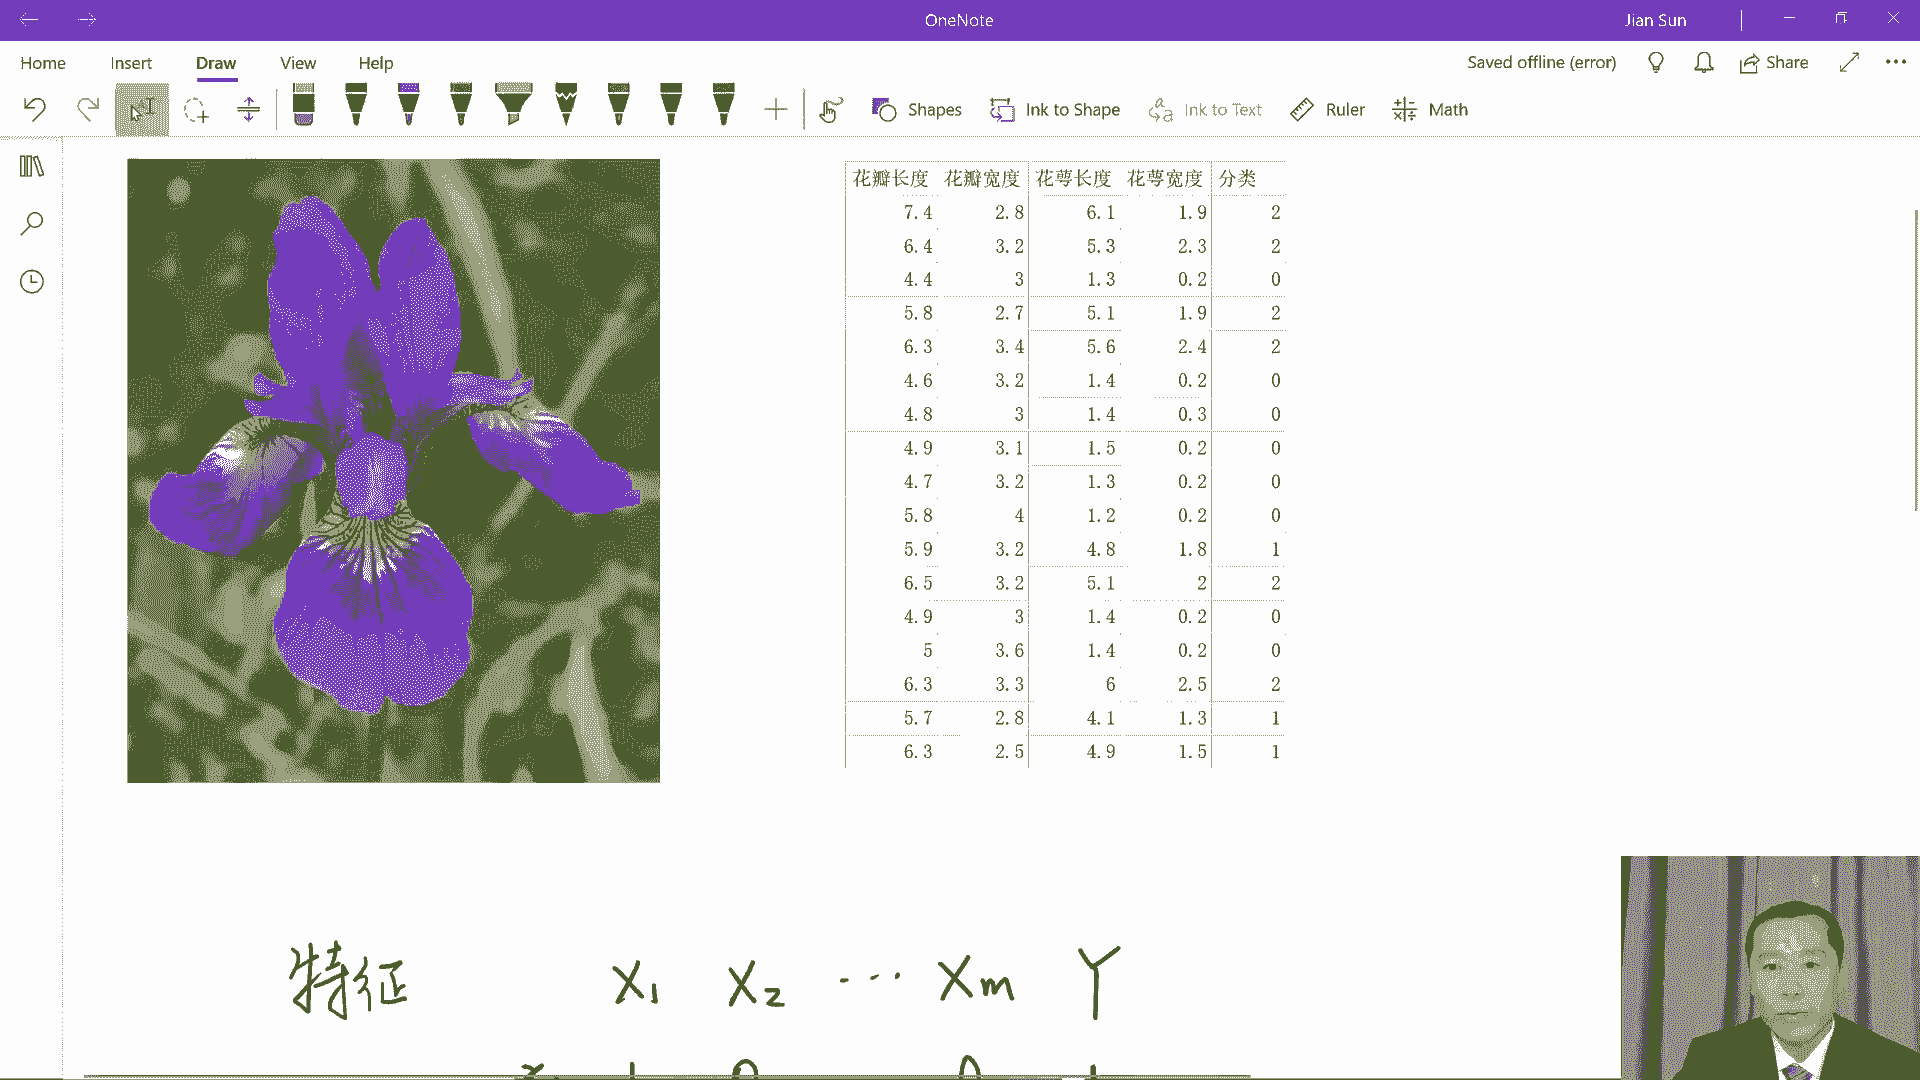 OneNote
Jian Sun
Home Insert Draw View Help
Saved offline (error) Share
Shapes Ink to Shape Ink to Text Ruler Math
花瓣长度 花瓣宽度 花萼长度 花萼宽度 分类
7.4 2.8 6.1 1.9 2
6.4 3.2 5.3 2.3 2
4.4 3 1.3 0.2 0
5.8 2.7 5.1 1.9 2
6.3 3.4 5.6 2.4 2
4.6 3.2 1.4 0.2 0
4.8 3 1.4 0.3 0
4.9 3.1 1.5 0.2 0
4.7 3.2 1.3 0.2 0
5.8 4 1.2 0.2 0
5.9 3.2 4.8 1.8 1
6.5 3.2 5.1 2 2
4.9 3 1.4 0.2 0
5 3.6 1.4 0.2 0
6.3 3.3 6 2.5 2
5.7 2.8 4.1 1.3 1
6.3 2.5 4.9 1.5 1
特征 X₁ X₂ ... Xm Y